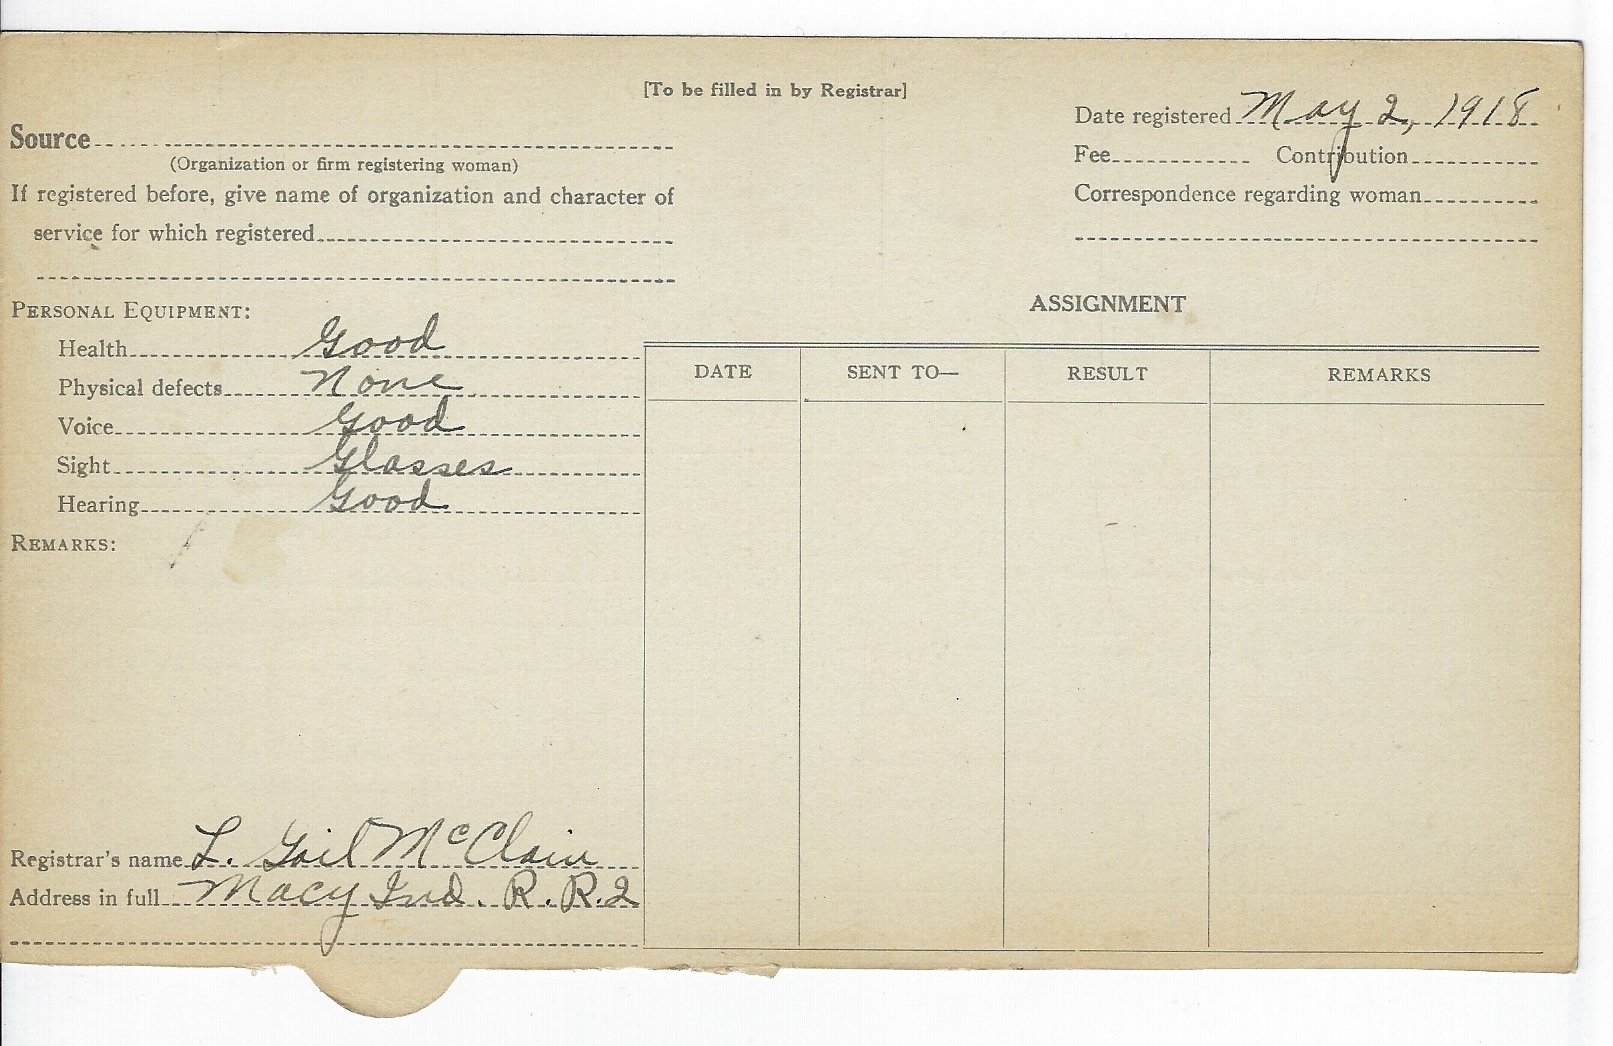 [To be filled in by Registrar]
Date registered May 2, 1918
Source
(Organization or firm registering woman)
Fee Contribution
If registered before, give name of organization and character of
Correspondence regarding woman
service for which registered
PERSONAL EQUIPMENT:
ASSIGNMENT
Health Good
Physical defects None
Voice Good
Sight Glasses
Hearing Good
DATE SENT TO— RESULT REMARKS
REMARKS:
Registrar's name L. Gail McClain
Address in full Macy Ind. R. R. 2